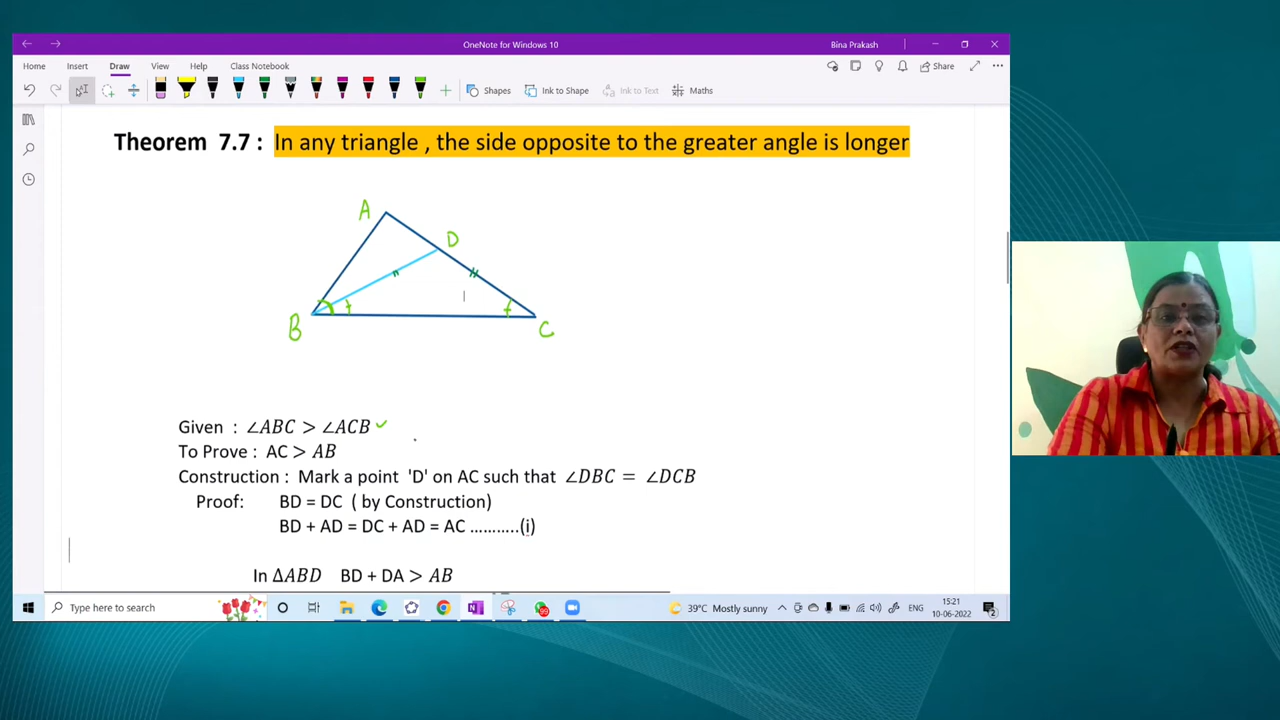 OneNote for Windows 10
Bina Prakash
Home Insert Draw View Help Class Notebook
Share
Shapes Ink to Shape Ink to Text Maths
Theorem 7.7 : In any triangle , the side opposite to the greater angle is longer
A
D
B
C
Given : ∠ABC > ∠ACB
To Prove : AC > AB
Construction : Mark a point 'D' on AC such that ∠DBC = ∠DCB
Proof: BD = DC ( by Construction)
BD + AD = DC + AD = AC ...........(i)
In ΔABD BD + DA > AB
Type here to search
39°C Mostly sunny
ENG
15:21
10-06-2022